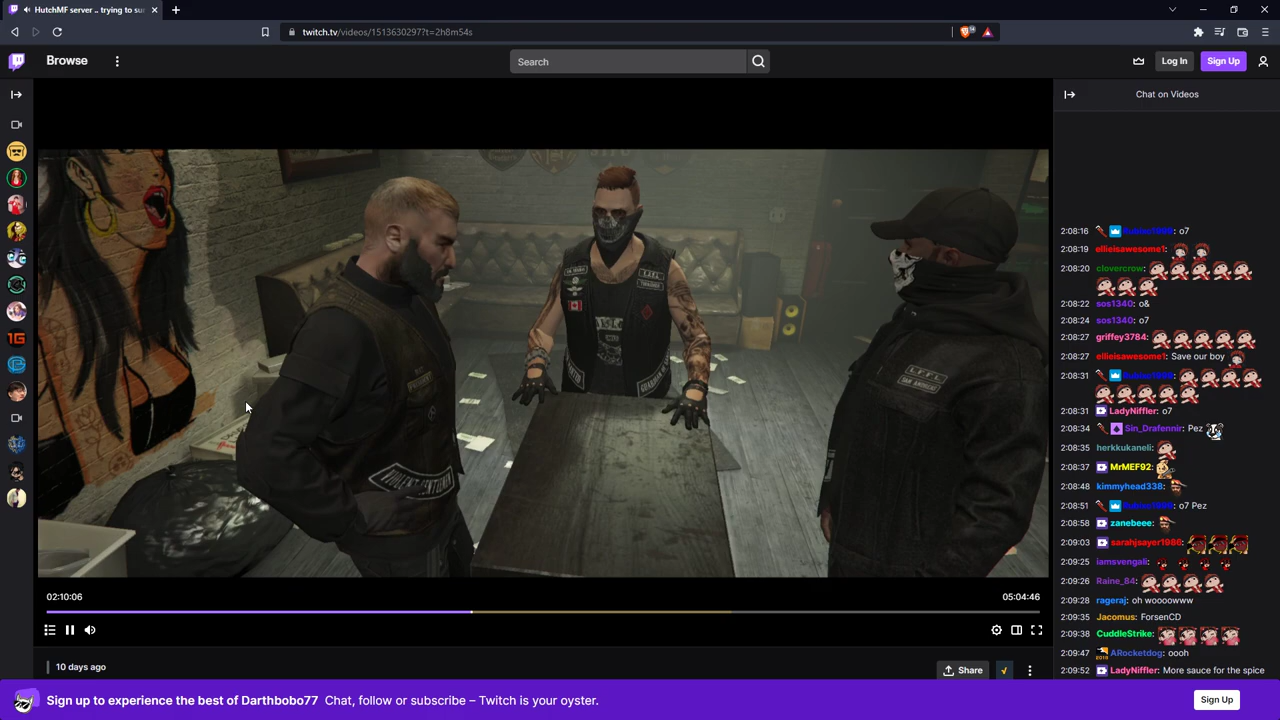 HutchMF server .. trying to su
twitch.tv/videos/1513630297?t=2h8m54s
Browse
Search
Log In
Sign Up
Chat on Videos
2:08:16 Rubies1999: o7
2:08:19 ellieisawesome1:
2:08:20 clovercrow:
2:08:22 sos1340: o&
2:08:24 sos1340: o7
2:08:27 griffey3784:
2:08:27 ellieisawesome1: Save our boy
2:08:31
2:08:31 LadyNiffler: o7
2:08:34 Sin_Drafennir: Pez
2:08:35 herkkukaneli:
2:08:37 MrMEF92:
2:08:48 kimmyhead338:
2:08:51 o7 Pez
2:08:58 zanebeee:
2:09:03 sarahjsayer1986:
2:09:25 iamsvengali:
2:09:26 Raine_84:
2:09:28 rageraj: oh woooowww
2:09:35 Jacomus: ForsenCD
2:09:38 CuddleStrike:
2:09:47 ARocketdog: oooh
2:09:52 LadyNiffler: More sauce for the spice
PRESIDENT
LFFL
SAN ANDREAS
02:10:06
05:04:46
10 days ago
Share
Sign up to experience the best of Darthbobo77 Chat, follow or subscribe – Twitch is your oyster.
Sign Up